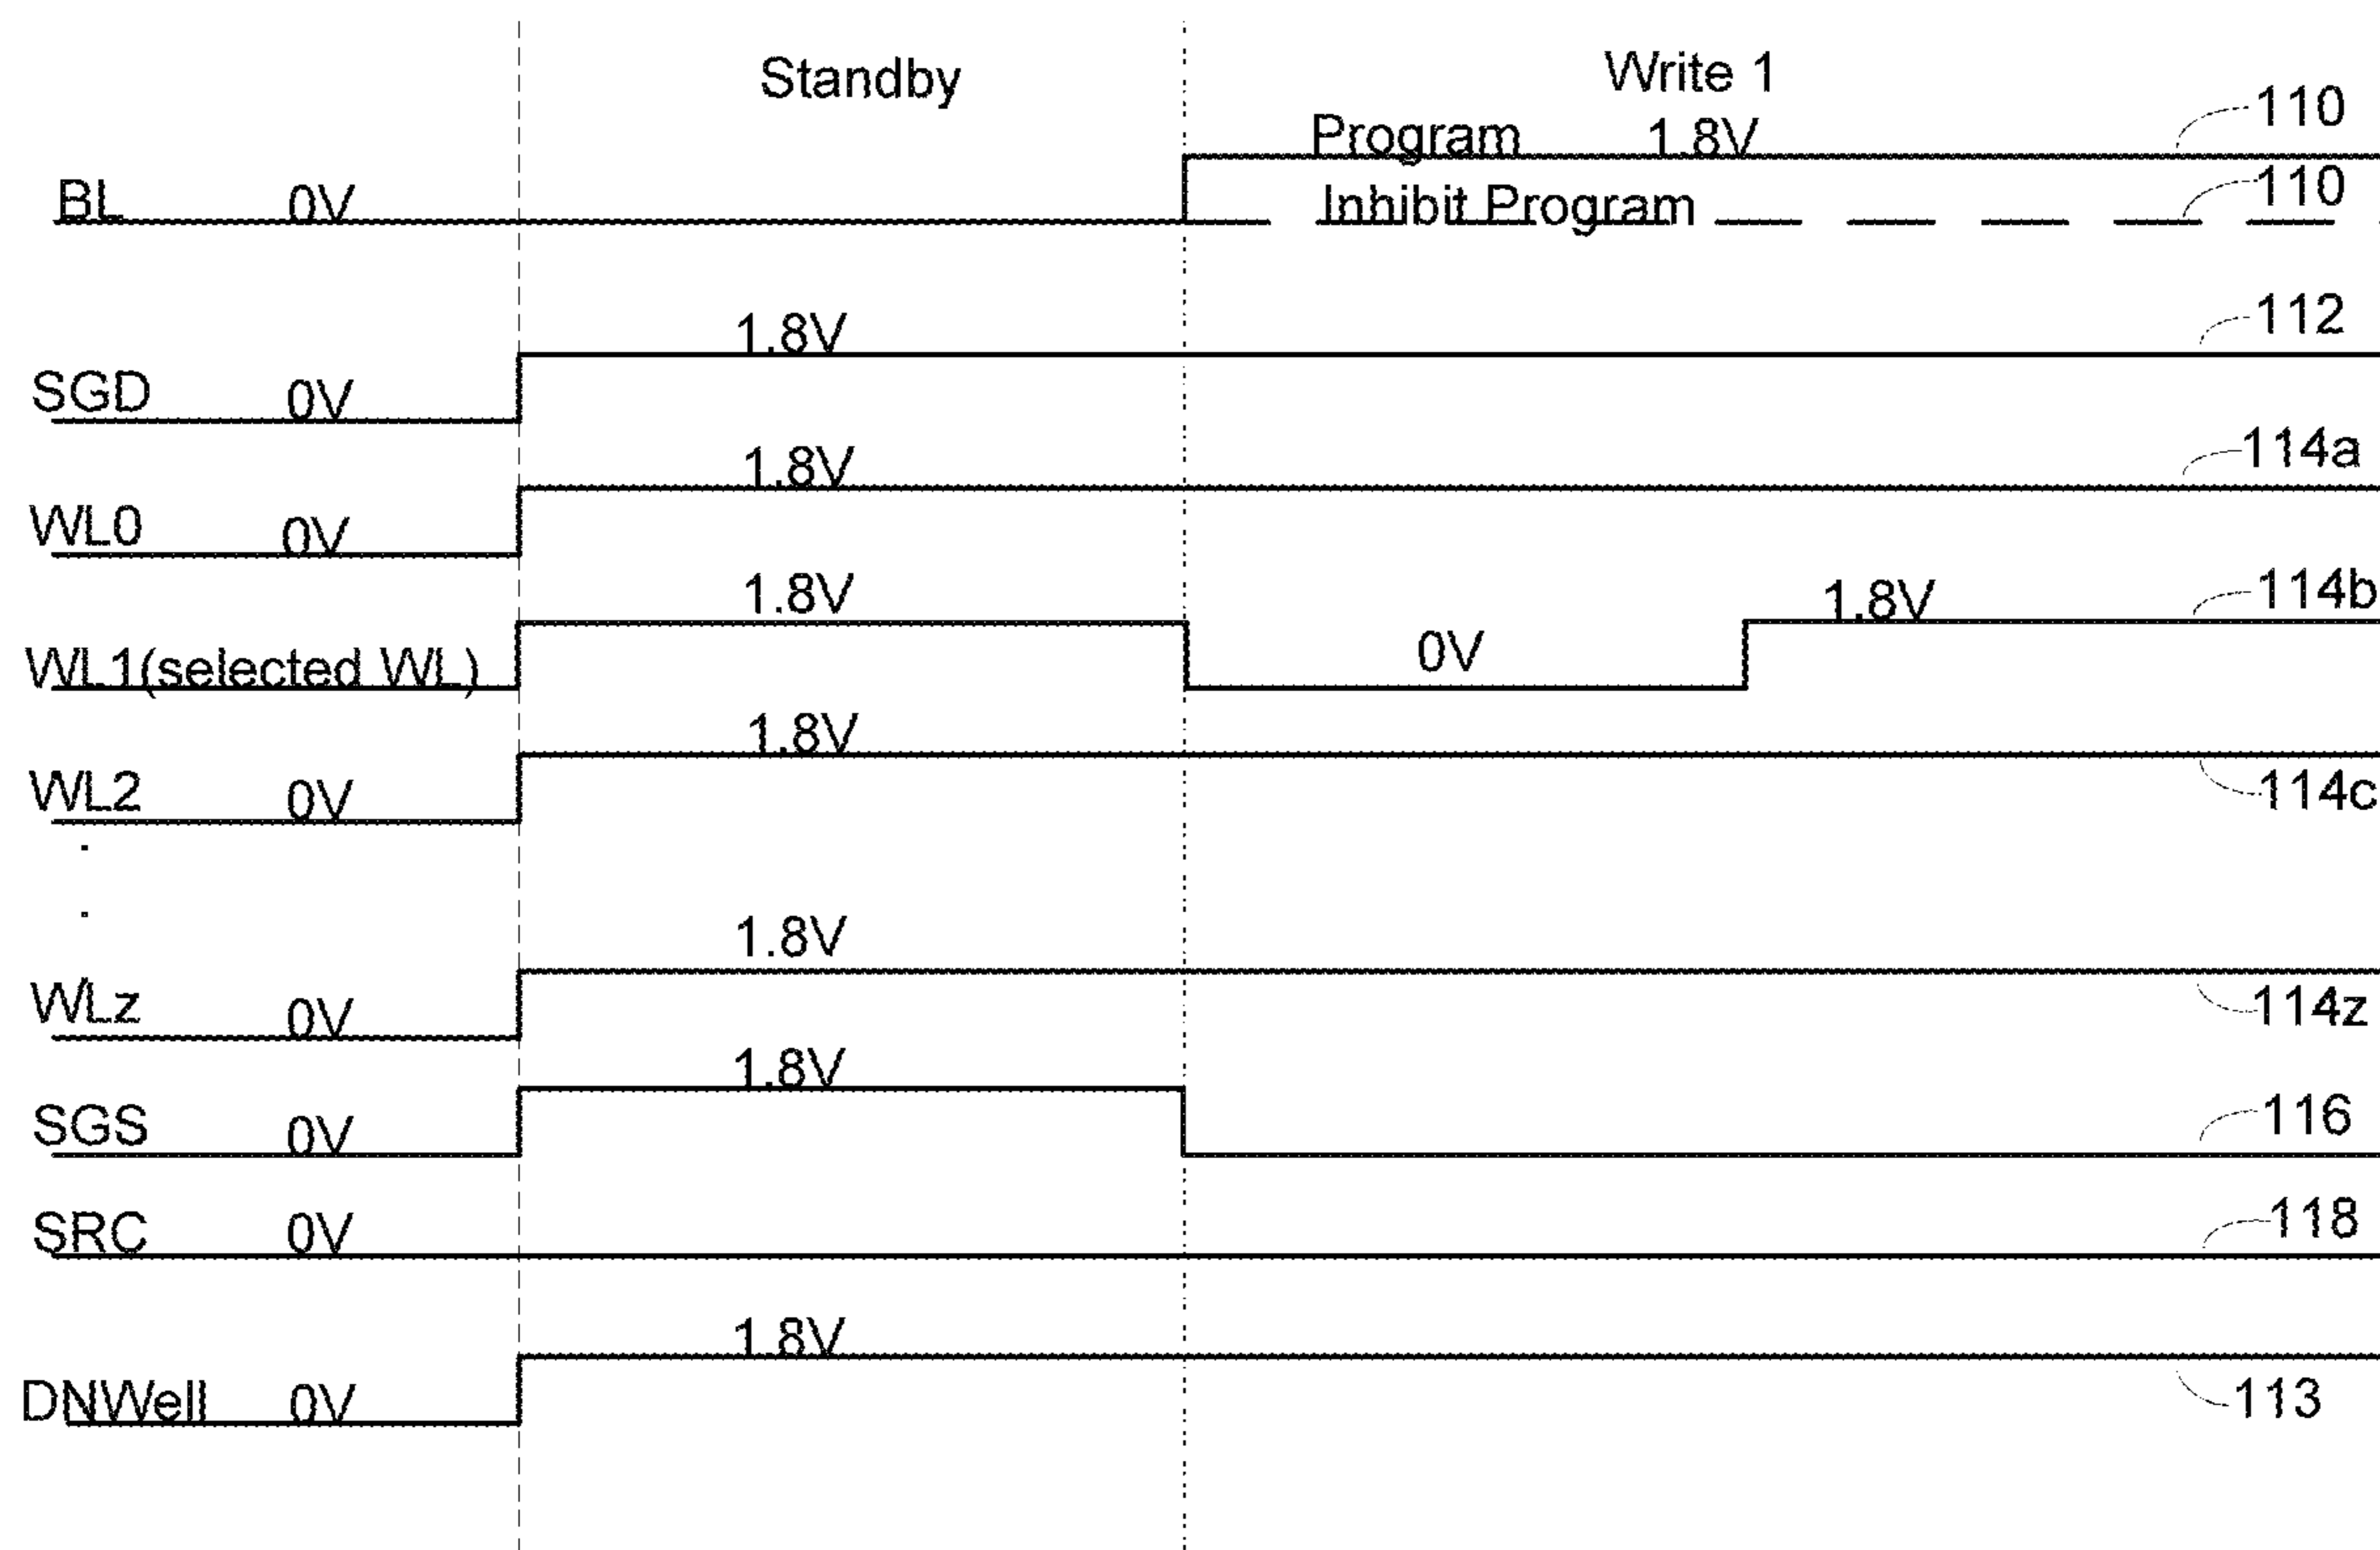 Standby Write 1
Program 1.8V 110
BL 0V Inhibit Program 110
1.8V 112
SGD 0V
1.8V 114a
WL0 0V
1.8V 1.8V 114b
WL1(selected WL) 0V
1.8V
WL2 0V 114c
1.8V
WLz 0V 114z
1.8V
SGS 0V 116
SRC 0V 118
1.8V
DNWell 0V 113